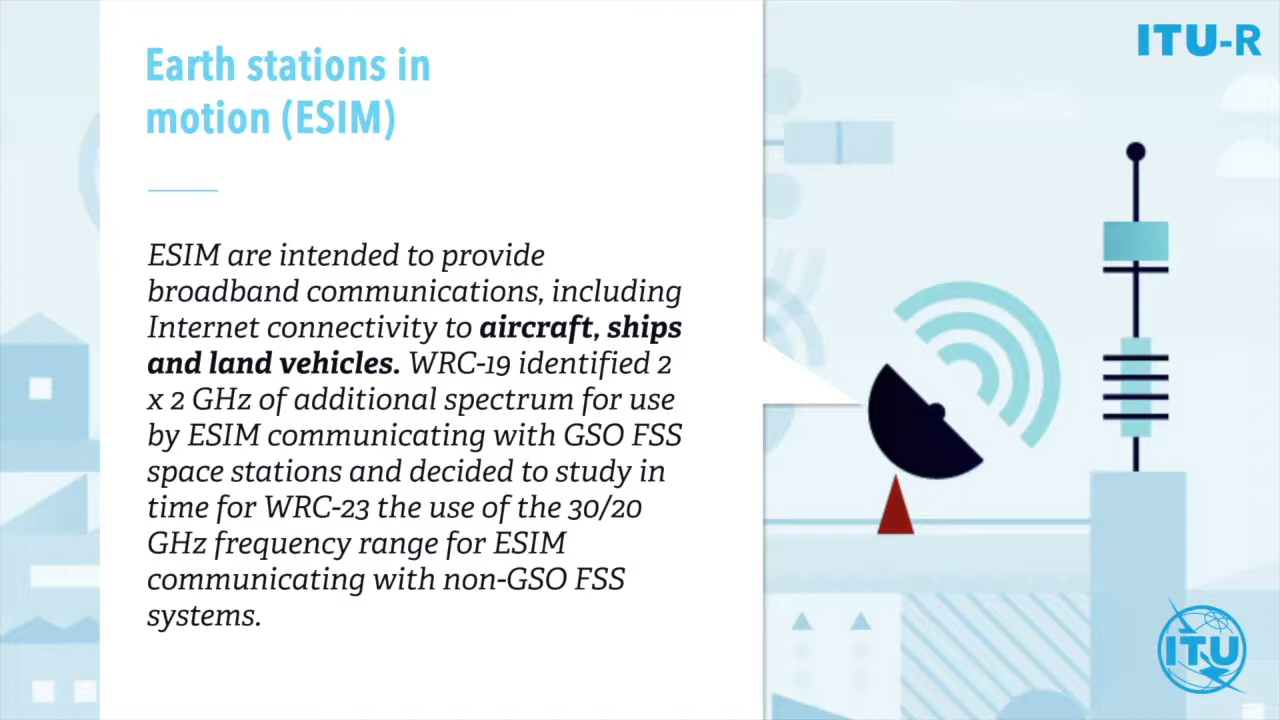 Earth stations in
motion (ESIM)
ITU-R
ESIM are intended to provide
broadband communications, including
Internet connectivity to aircraft, ships
and land vehicles. WRC-19 identified 2
x 2 GHz of additional spectrum for use
by ESIM communicating with GSO FSS
space stations and decided to study in
time for WRC-23 the use of the 30/20
GHz frequency range for ESIM
communicating with non-GSO FSS
systems.
ITU